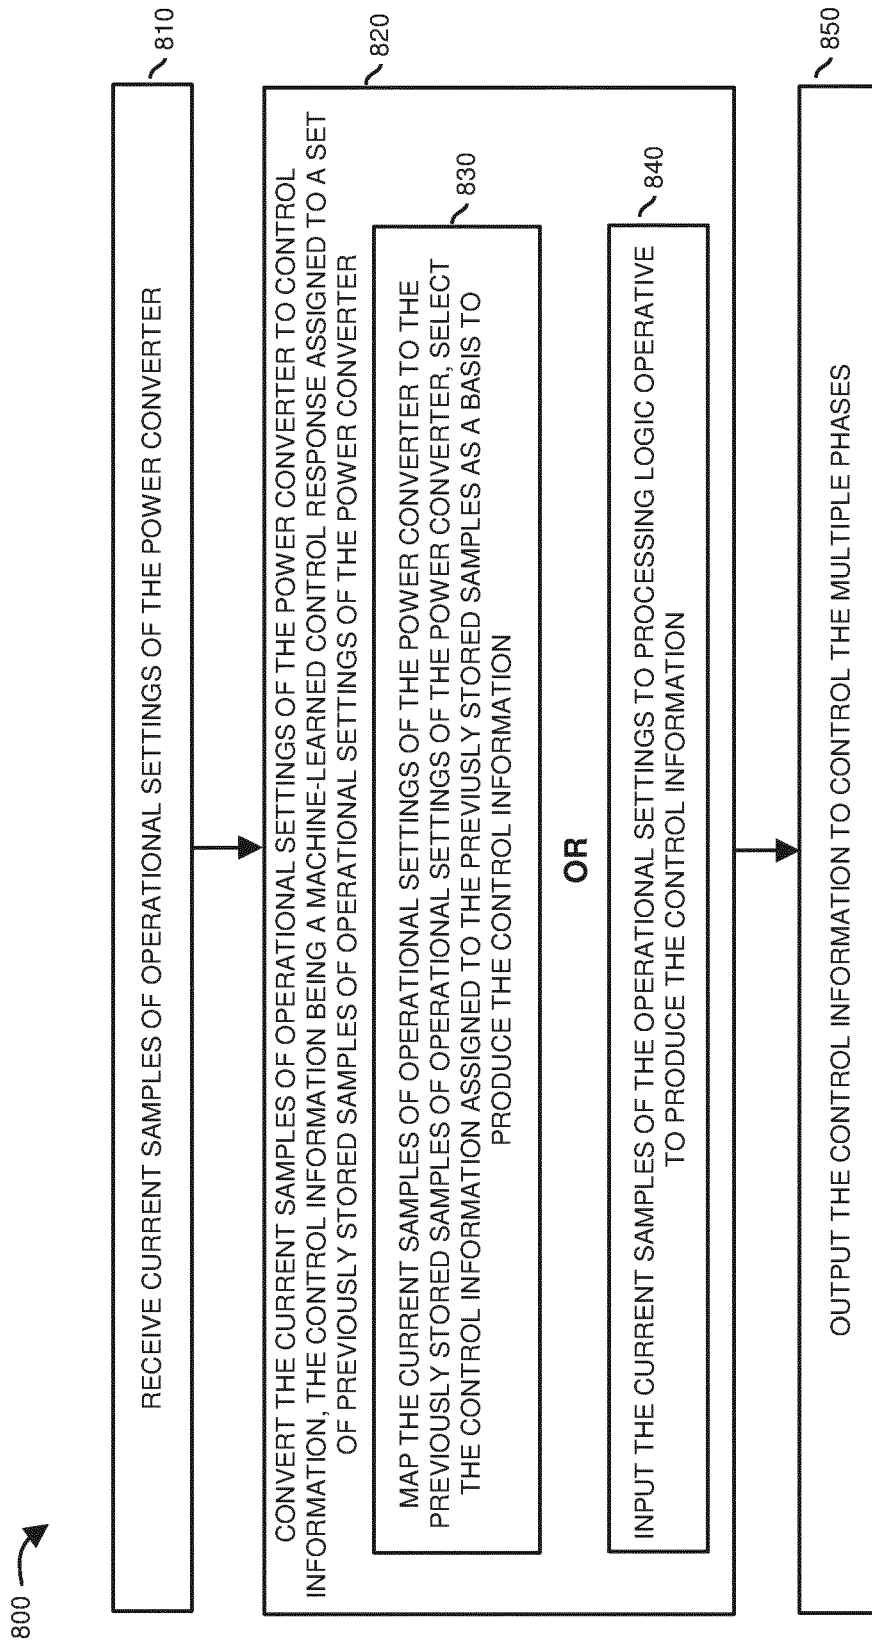 800
810
RECEIVE CURRENT SAMPLES OF OPERATIONAL SETTINGS OF THE POWER CONVERTER
820
CONVERT THE CURRENT SAMPLES OF OPERATIONAL SETTINGS OF THE POWER CONVERTER TO CONTROL
INFORMATION, THE CONTROL INFORMATION BEING A MACHINE-LEARNED CONTROL RESPONSE ASSIGNED TO A SET
OF PREVIOUSLY STORED SAMPLES OF OPERATIONAL SETTINGS OF THE POWER CONVERTER
830
MAP THE CURRENT SAMPLES OF OPERATIONAL SETTINGS OF THE POWER CONVERTER TO THE
PREVIOUSLY STORED SAMPLES OF OPERATIONAL SETTINGS OF THE POWER CONVERTER, SELECT
THE CONTROL INFORMATION ASSIGNED TO THE PREVIUSLY STORED SAMPLES AS A BASIS TO
PRODUCE THE CONTROL INFORMATION
OR
840
INPUT THE CURRENT SAMPLES OF THE OPERATIONAL SETTINGS TO PROCESSING LOGIC OPERATIVE
TO PRODUCE THE CONTROL INFORMATION
850
OUTPUT THE CONTROL INFORMATION TO CONTROL THE MULTIPLE PHASES